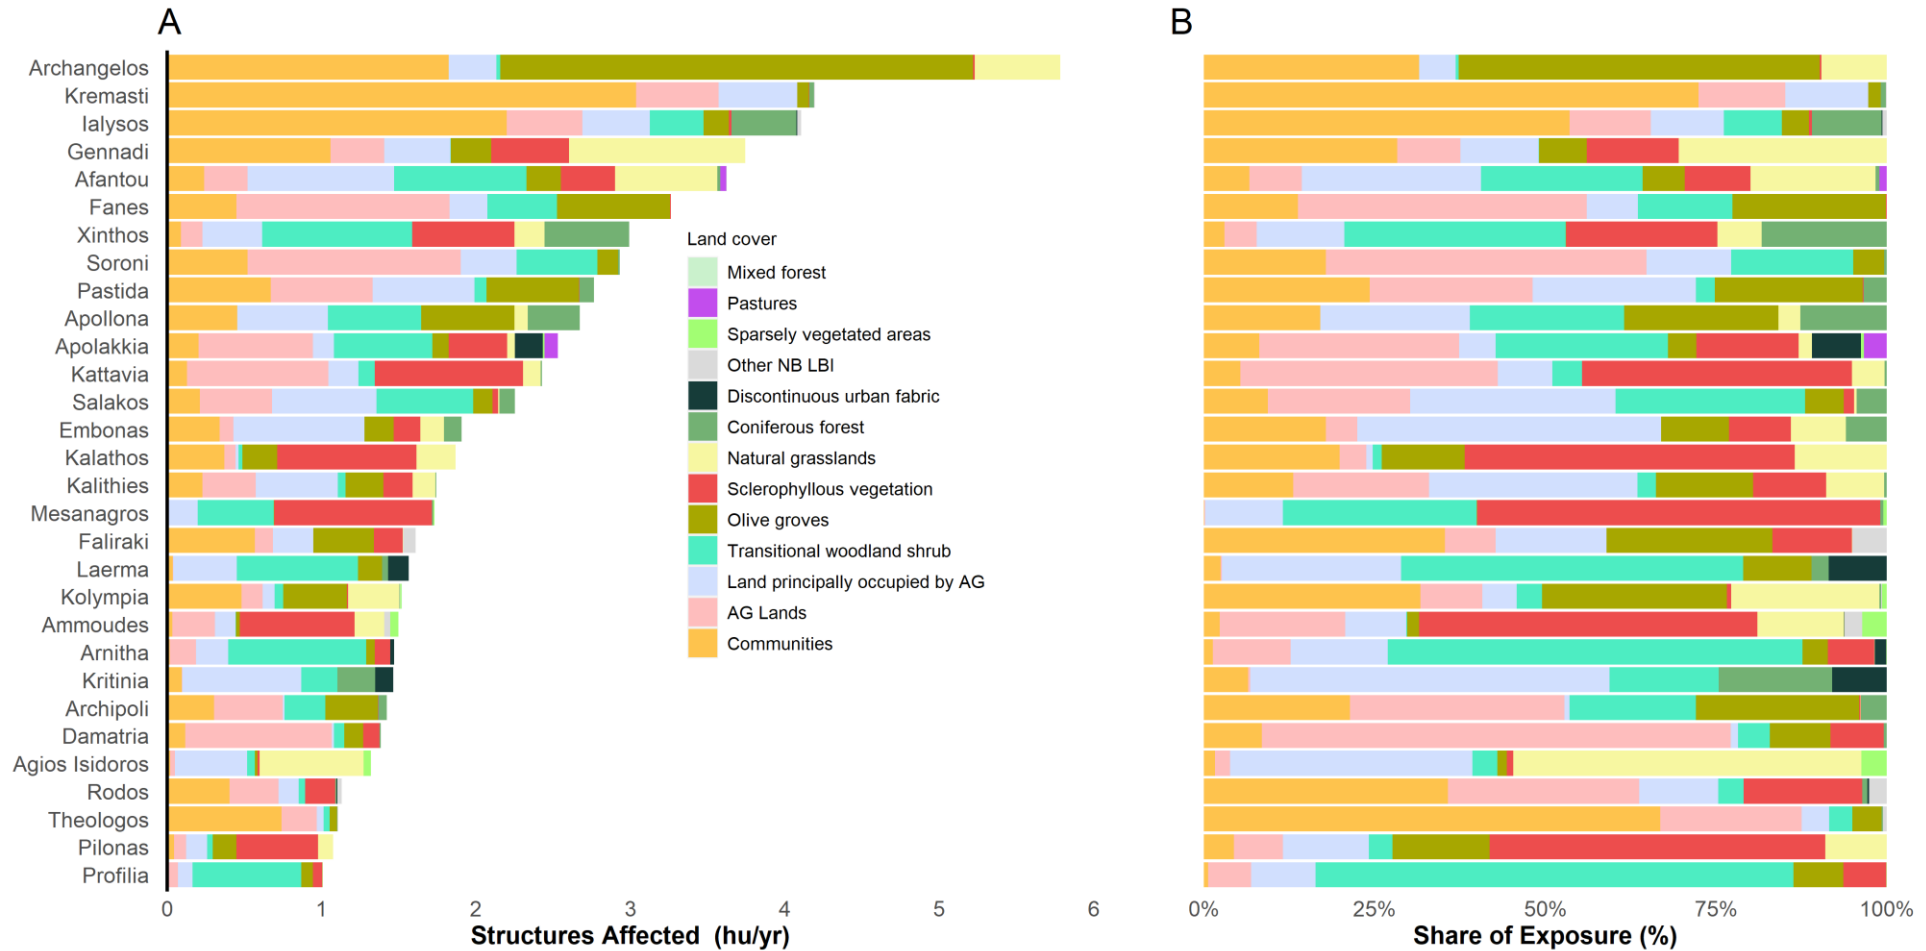 A
B
Archangelos
Kremasti
Ialysos
Gennadi
Afantou
Fanes
Xinthos
Soroni
Pastida
Apollona
Apolakkia
Kattavia
Salakos
Embonas
Kalathos
Kalithies
Mesanagros
Faliraki
Laerma
Kolympia
Ammoudes
Arnitha
Kritinia
Archipoli
Damatria
Agios Isidoros
Rodos
Theologos
Pilonas
Profilia
Land cover
Mixed forest
Pastures
Sparsely vegetated areas
Other NB LBI
Discontinuous urban fabric
Coniferous forest
Natural grasslands
Sclerophyllous vegetation
Olive groves
Transitional woodland shrub
Land principally occupied by AG
AG Lands
Communities
0 1 2 3 4 5 6
Structures Affected (hu/yr)
0% 25% 50% 75% 100%
Share of Exposure (%)